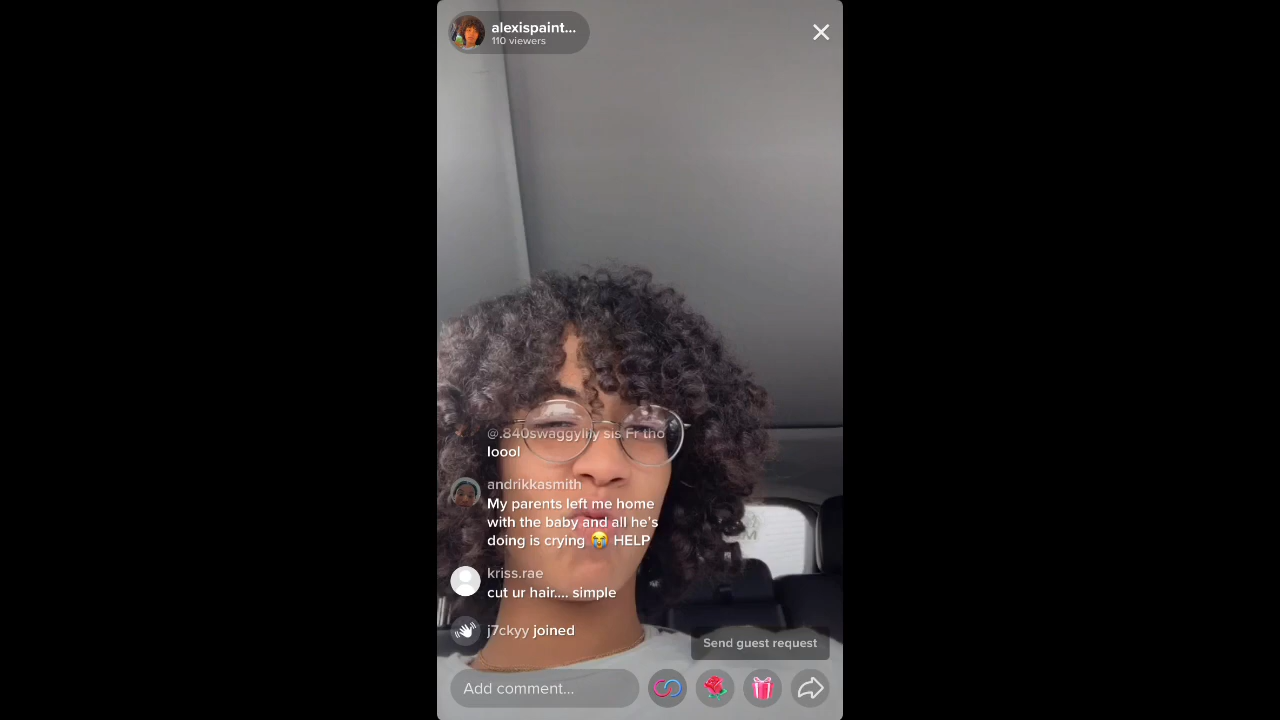 alexispaint...
110 viewers
@.840swaggylily sis Fr tho
loool
andrikkasmith
My parents left me home
with the baby and all he's
doing is crying 😭 HELP
kriss.rae
cut ur hair.... simple
j7ckyy joined
Send guest request
Add comment...